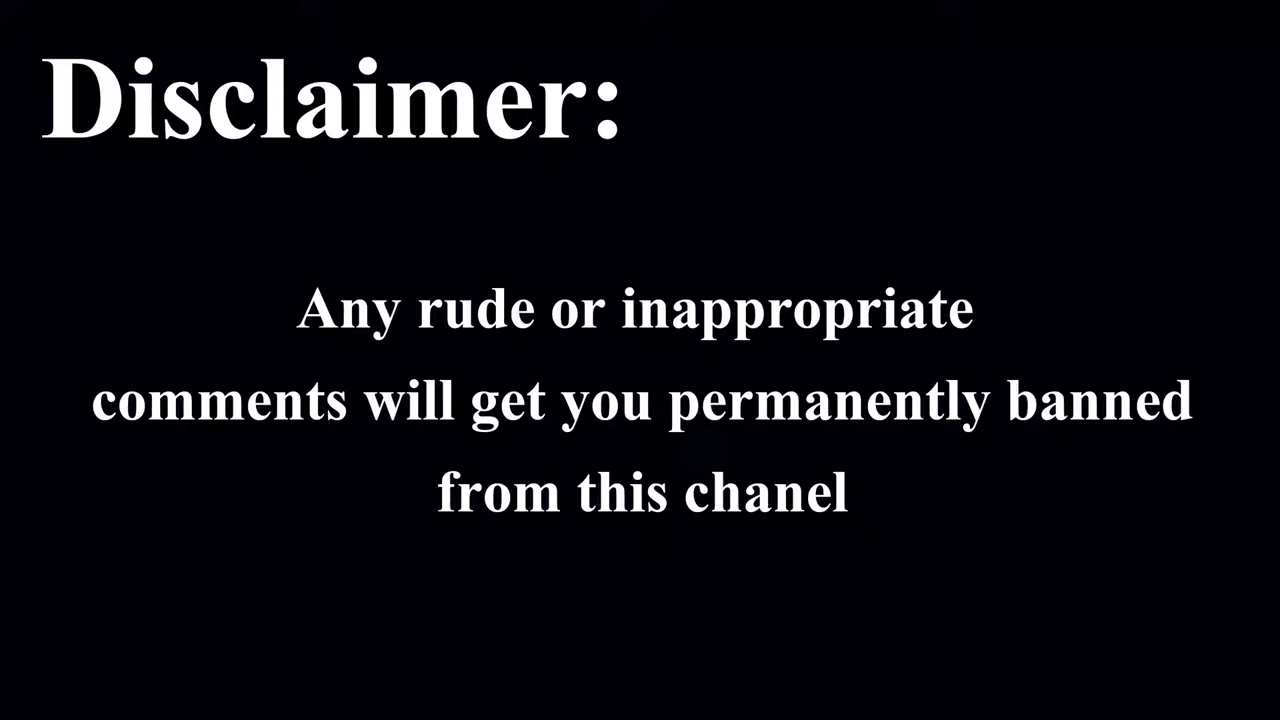 Disclaimer:
Any rude or inappropriate
comments will get you permanently banned
from this chanel